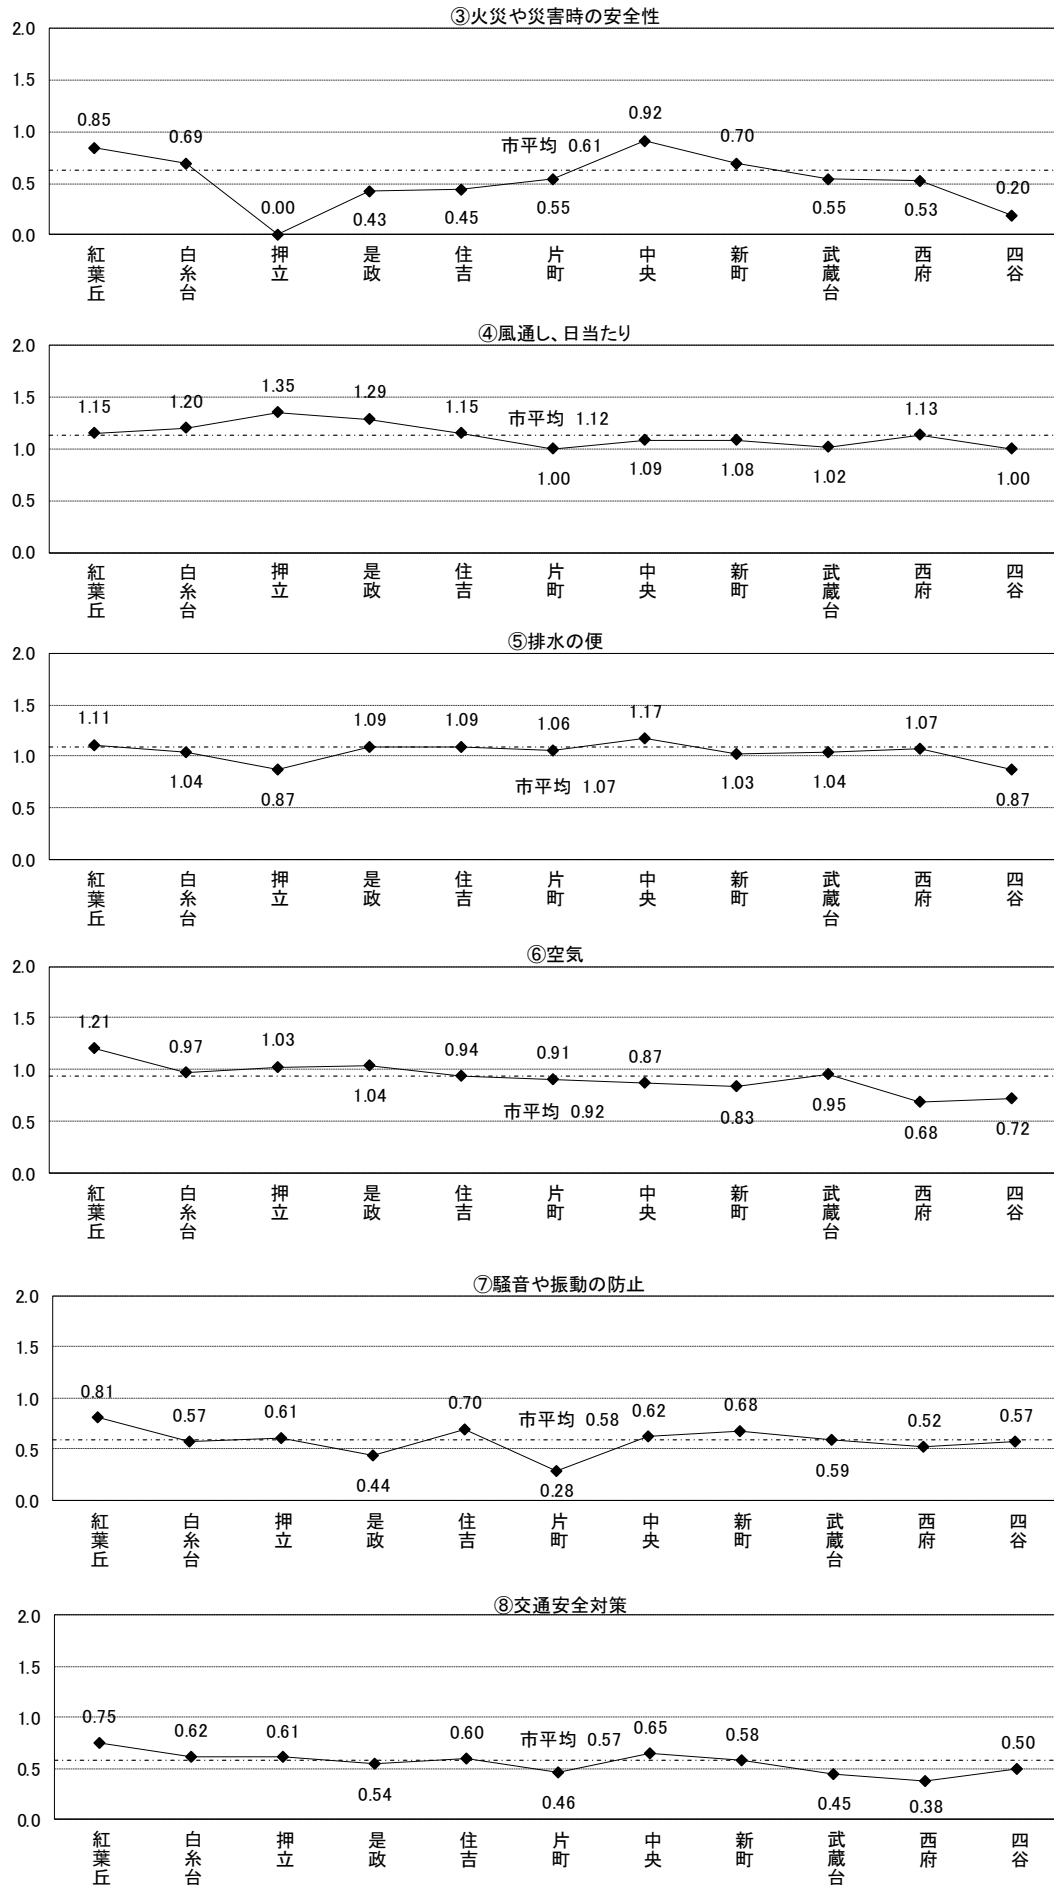 ③火災や災害時の安全性
2.0
1.5
1.0
0.5
0.0
0.85
0.69
0.00
0.43
0.45
市平均 0.61
0.55
0.92
0.70
0.55
0.53
0.20
紅葉丘
白糸台
押立
是政
住吉
片町
中央
新町
武蔵台
西府
四谷
④風通し、日当たり
2.0
1.5
1.0
0.5
0.0
1.15
1.20
1.35
1.29
1.15
市平均 1.12
1.00
1.09
1.08
1.02
1.13
1.00
紅葉丘
白糸台
押立
是政
住吉
片町
中央
新町
武蔵台
西府
四谷
⑤排水の便
2.0
1.5
1.0
0.5
0.0
1.11
1.04
0.87
1.09
1.09
1.06
市平均 1.07
1.17
1.03
1.04
1.07
0.87
紅葉丘
白糸台
押立
是政
住吉
片町
中央
新町
武蔵台
西府
四谷
⑥空気
2.0
1.5
1.0
0.5
0.0
1.21
0.97
1.03
1.04
0.94
0.91
市平均 0.92
0.87
0.83
0.95
0.68
0.72
紅葉丘
白糸台
押立
是政
住吉
片町
中央
新町
武蔵台
西府
四谷
⑦騒音や振動の防止
2.0
1.5
1.0
0.5
0.0
0.81
0.57
0.61
0.44
0.70
市平均 0.58
0.28
0.62
0.68
0.59
0.52
0.57
紅葉丘
白糸台
押立
是政
住吉
片町
中央
新町
武蔵台
西府
四谷
⑧交通安全対策
2.0
1.5
1.0
0.5
0.0
0.75
0.62
0.61
0.54
0.60
市平均 0.57
0.46
0.65
0.58
0.45
0.38
0.50
紅葉丘
白糸台
押立
是政
住吉
片町
中央
新町
武蔵台
西府
四谷